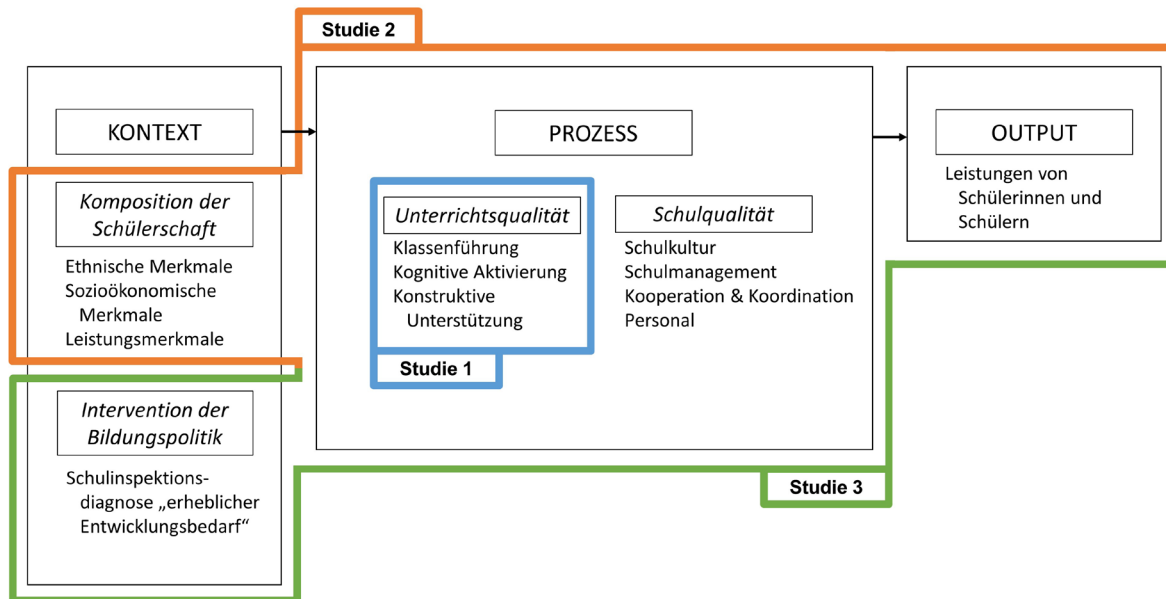 Studie 2
KONTEXT
Komposition der
Schülerschaft
Ethnische Merkmale
Sozioökonomische
Merkmale
Leistungsmerkmale
Intervention der
Bildungspolitik
Schulinspektions-
diagnose „erheblicher
Entwicklungsbedarf“
PROZESS
Unterrichtsqualität
Klassenführung
Kognitive Aktivierung
Konstruktive
Unterstützung
Studie 1
Schulqualität
Schulkultur
Schulmanagement
Kooperation & Koordination
Personal
OUTPUT
Leistungen von
Schülerinnen und
Schülern
Studie 3